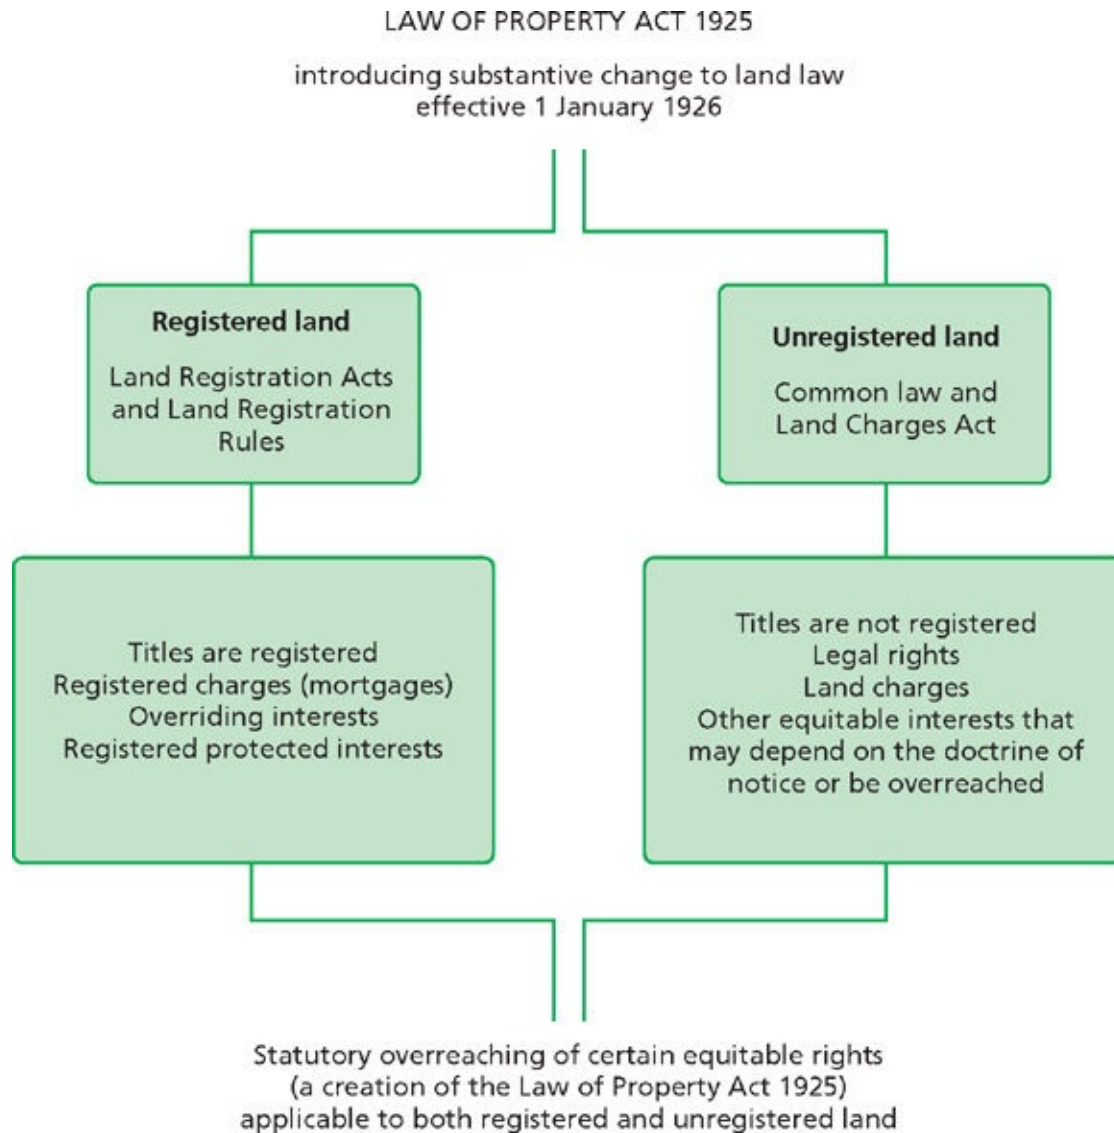 LAW OF PROPERTY ACT 1925
introducing substantive change to land law
effective 1 January 1926
Registered land
Land Registration Acts
and Land Registration
Rules
Unregistered land
Common law and
Land Charges Act
Titles are registered
Registered charges (mortgages)
Overriding interests
Registered protected interests
Titles are not registered
Legal rights
Land charges
Other equitable interests that
may depend on the doctrine of
notice or be overreached
Statutory overreaching of certain equitable rights
(a creation of the Law of Property Act 1925)
applicable to both registered and unregistered land